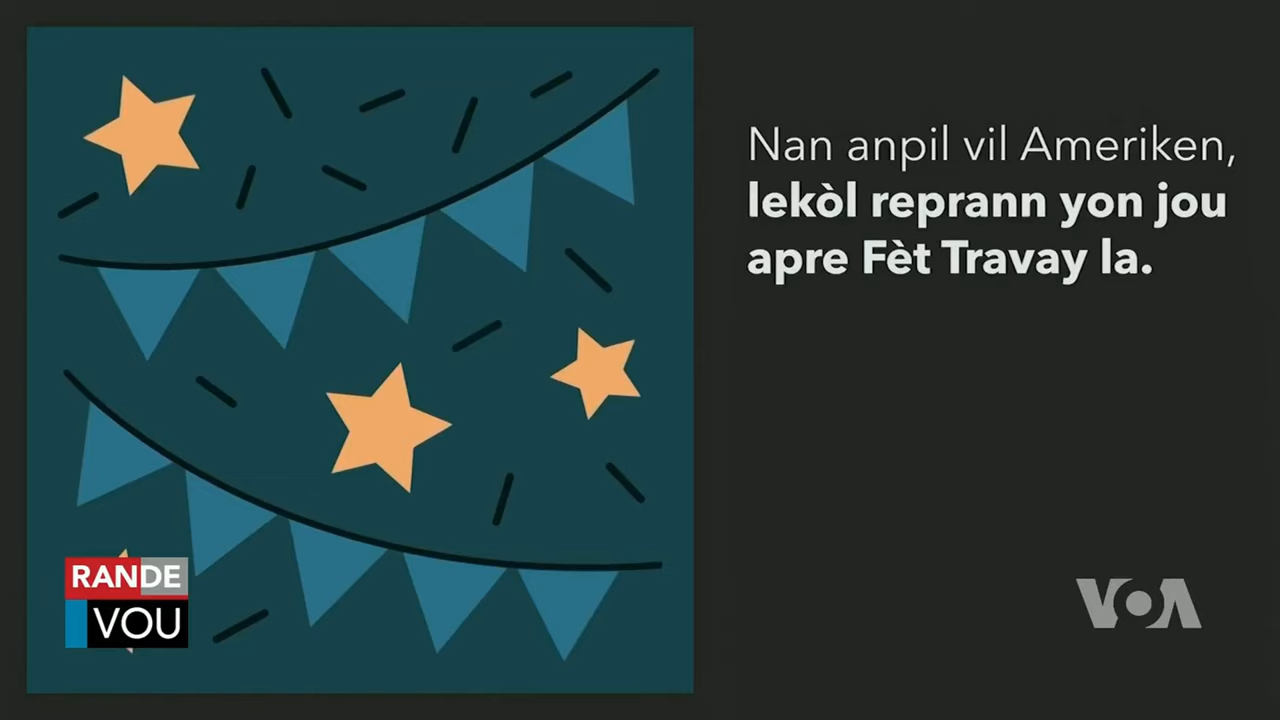 Nan anpil vil Ameriken,
lekòl reprann yon jou
apre Fèt Travay la.
RANDE
VOU
VOA